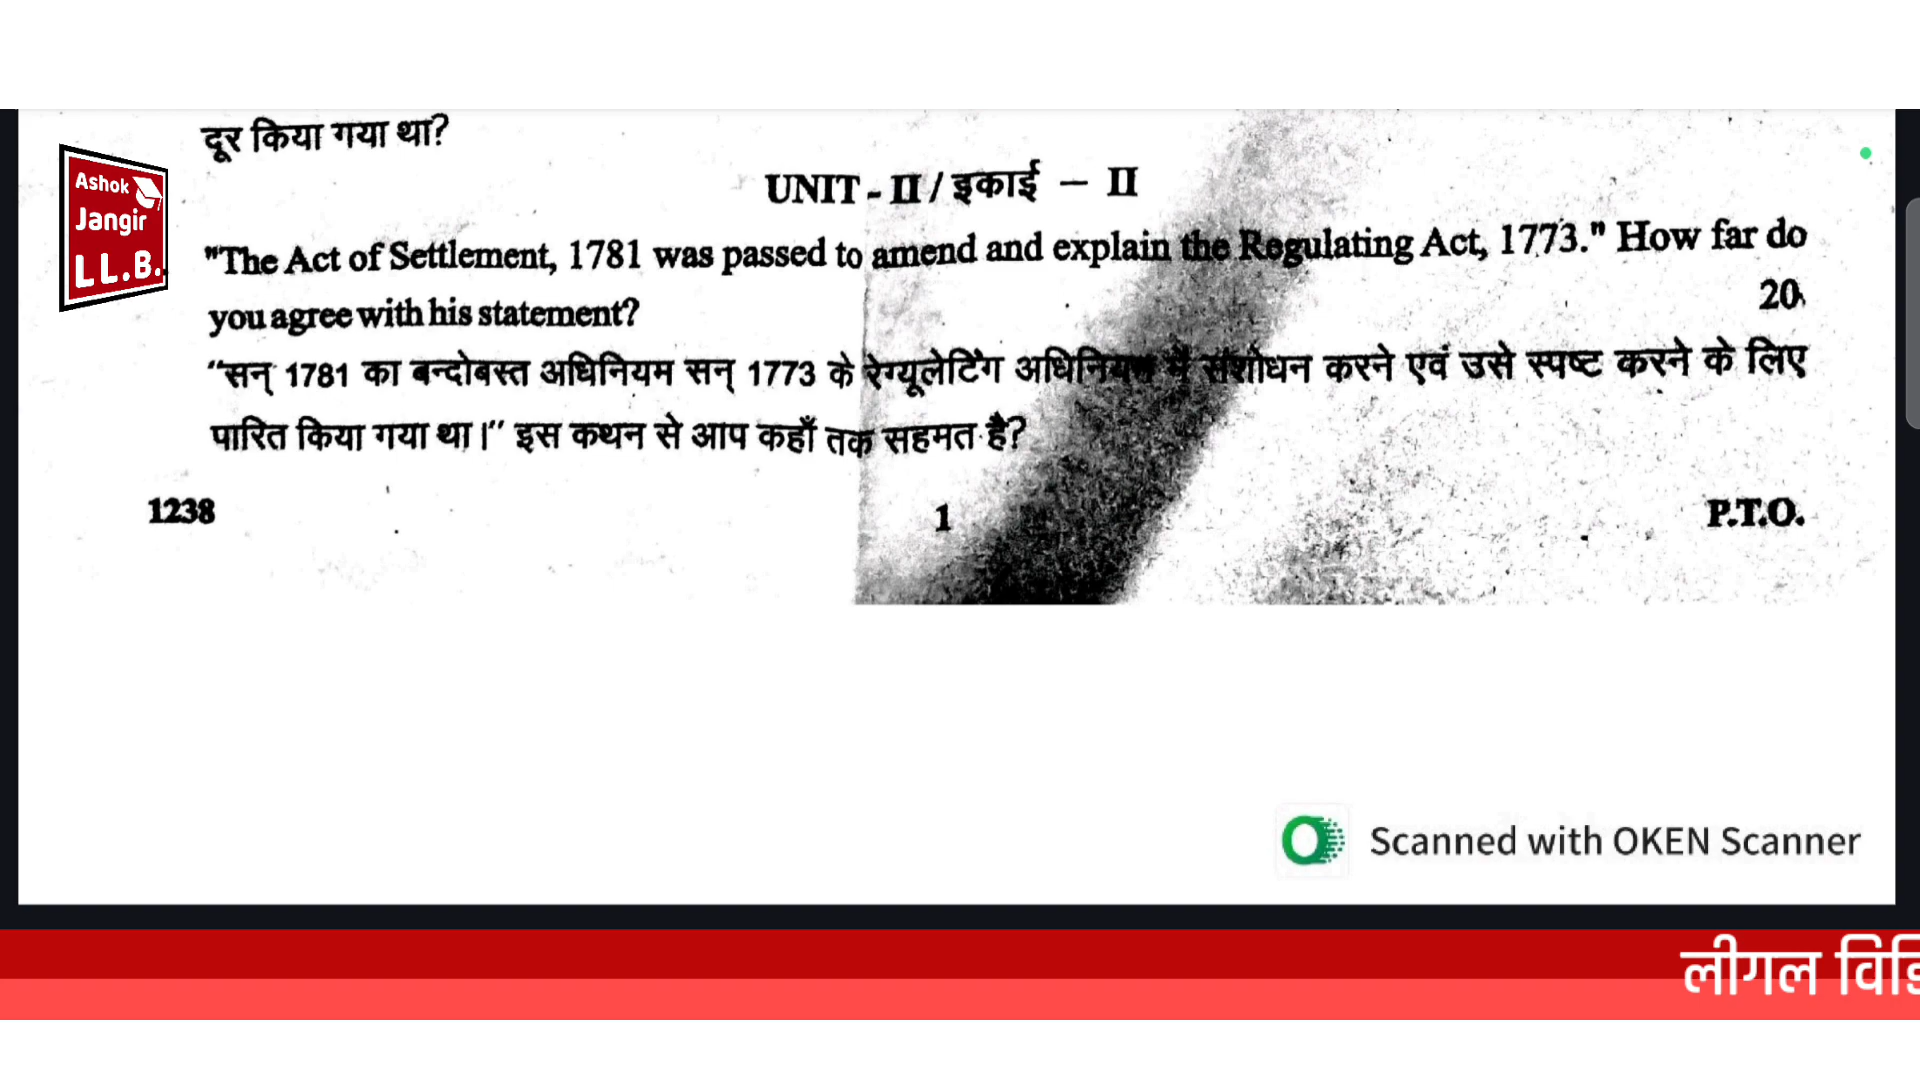 दूर किया गया था?
Ashok
Jangir
LL.B.
UNIT - II / इकाई – II
"The Act of Settlement, 1781 was passed to amend and explain the Regulating Act, 1773." How far do
you agree with his statement? 20
“सन् 1781 का बन्दोबस्त अधिनियम सन् 1773 के रेग्यूलेटिंग अधिनियम में संशोधन करने एवं उसे स्पष्ट करने के लिए
पारित किया गया था।” इस कथन से आप कहाँ तक सहमत है?
1238 1 P.T.O.
Scanned with OKEN Scanner
लीगल